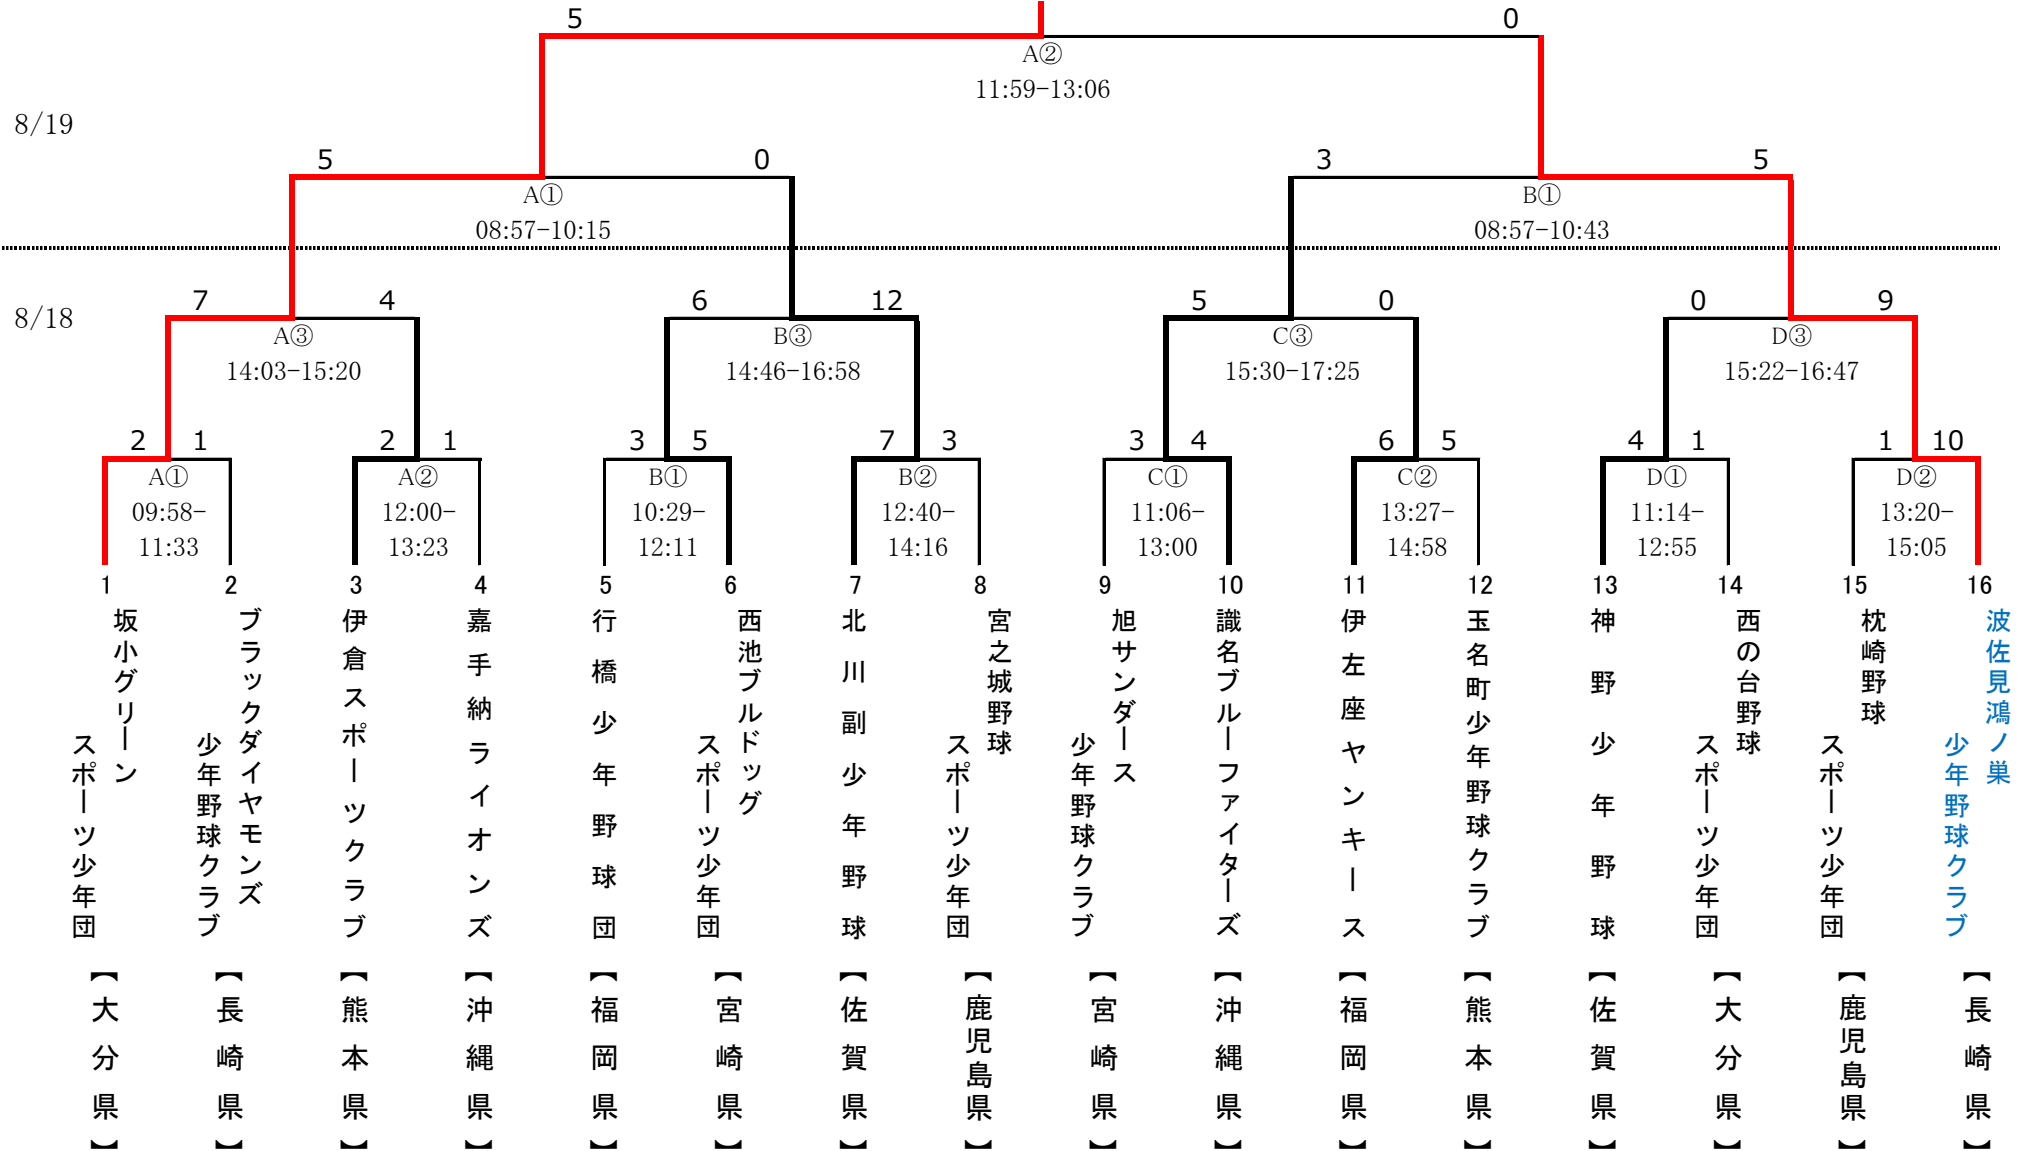 5 0
A②
11:59-13:06
8/19
5 0 3 5
A① B①
08:57-10:15 08:57-10:43
8/18
7 4 6 12 5 0 0 9
A③ B③ C③ D③
14:03-15:20 14:46-16:58 15:30-17:25 15:22-16:47
2 1 2 1 3 5 7 3 3 4 6 5 4 1 1 10
A① A② B① B② C① C② D① D②
09:58- 12:00- 10:29- 12:40- 11:06- 13:27- 11:14- 13:20-
11:33 13:23 12:11 14:16 13:00 14:58 12:55 15:05
1 2 3 4 5 6 7 8 9 10 11 12 13 14 15 16
坂小グリーン
スポーツ少年団
【大分県】
ブラックダイヤモンズ
少年野球クラブ
【長崎県】
伊倉スポーツクラブ
【熊本県】
嘉手納ライオンズ
【沖縄県】
行橋少年野球団
【福岡県】
西池ブルドッグ
スポーツ少年団
【宮崎県】
北川副少年野球
【佐賀県】
宮之城野球
スポーツ少年団
【鹿児島県】
旭サンダース
少年野球クラブ
【宮崎県】
識名ブルーファイターズ
【沖縄県】
伊左座ヤンキース
【福岡県】
玉名町少年野球クラブ
【熊本県】
神野少年野球
【佐賀県】
西の台野球
スポーツ少年団
【大分県】
枕崎野球
スポーツ少年団
【鹿児島県】
波佐見鴻ノ巣
少年野球クラブ
【長崎県】